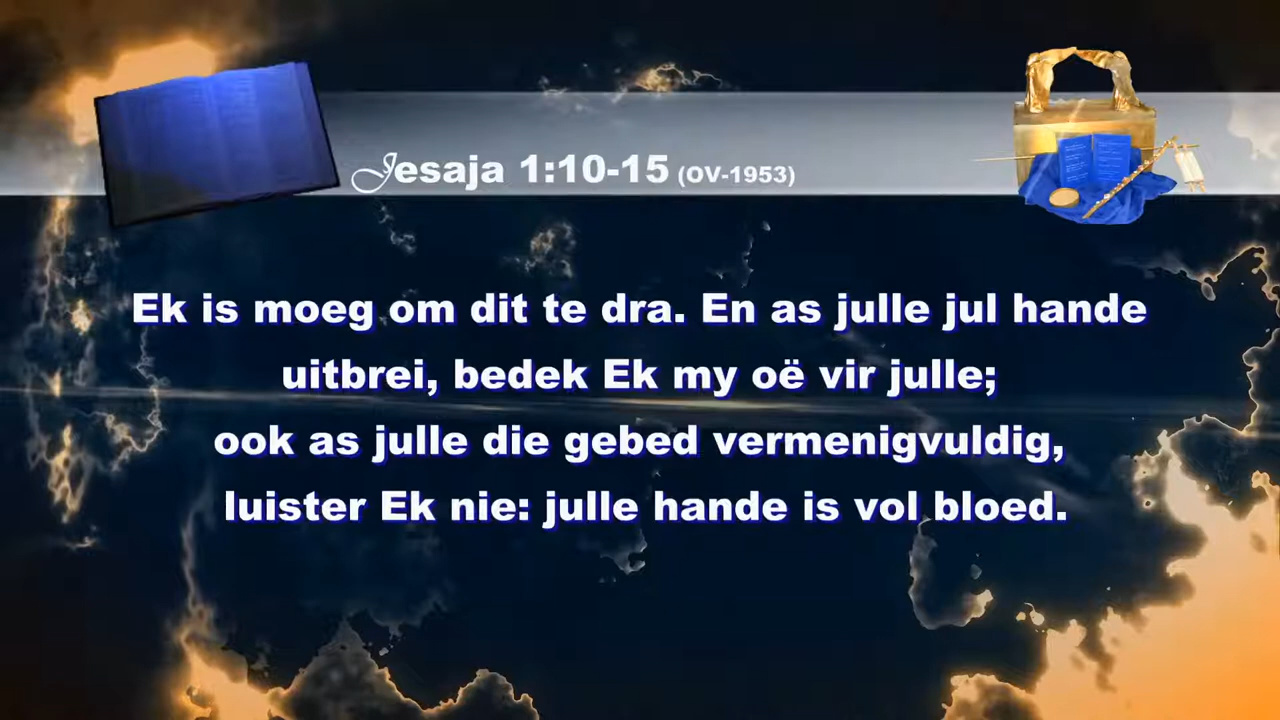 Jesaja 1:10-15 (OV-1953)
Ek is moeg om dit te dra. En as julle jul hande
uitbrei, bedek Ek my oë vir julle;
ook as julle die gebed vermenigvuldig,
luister Ek nie: julle hande is vol bloed.